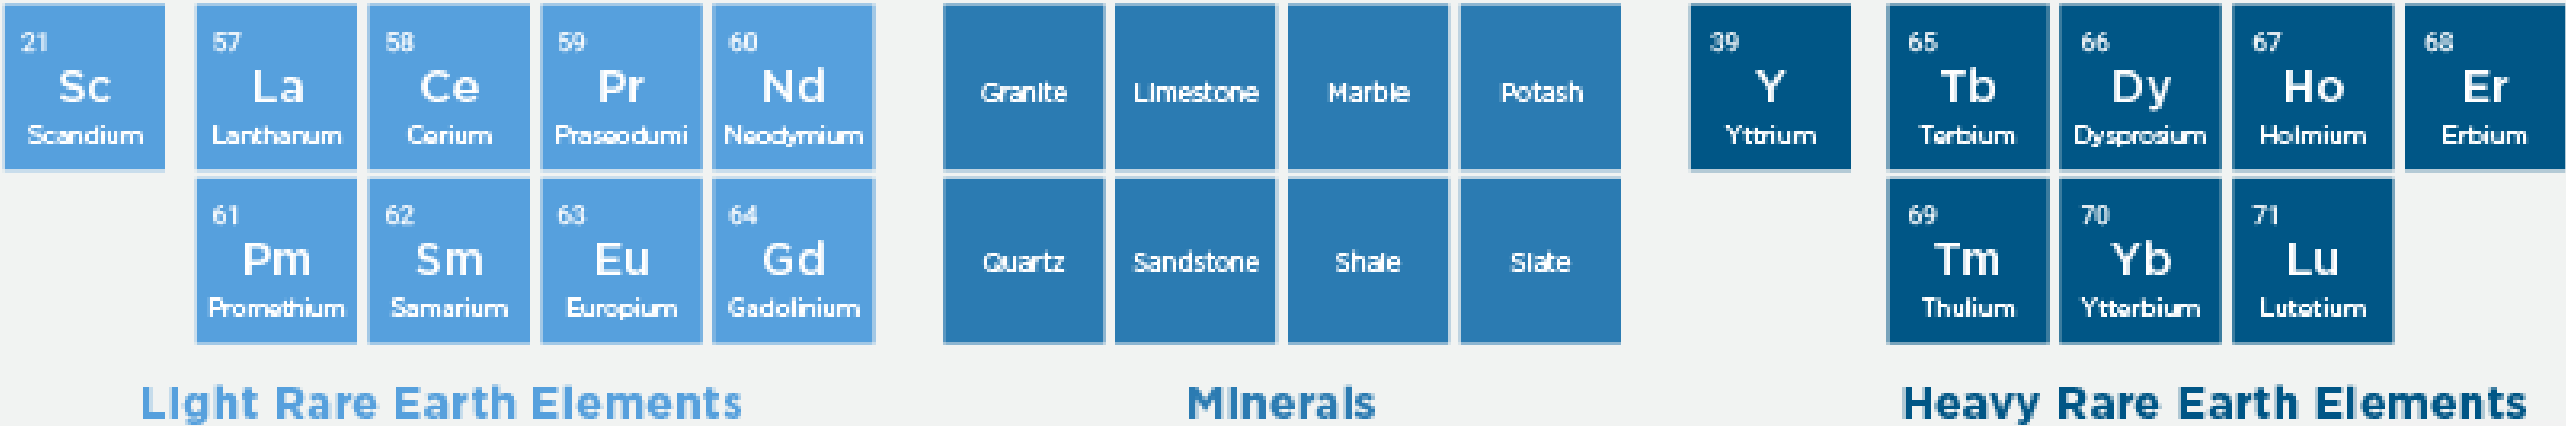 21
Sc
Scandium
57
La
Lanthanum
58
Ce
Cerium
59
Pr
Praseodumi
60
Nd
Neodymium
61
Pm
Promethium
62
Sm
Samarium
63
Eu
Europium
64
Gd
Gadolinium
Light Rare Earth Elements
Granite
Limestone
Marble
Potash
Quartz
Sandstone
Shale
Slate
Minerals
39
Y
Yttrium
65
Tb
Terbium
66
Dy
Dysprosium
67
Ho
Holmium
68
Er
Erbium
69
Tm
Thulium
70
Yb
Ytterbium
71
Lu
Lutetium
Heavy Rare Earth Elements